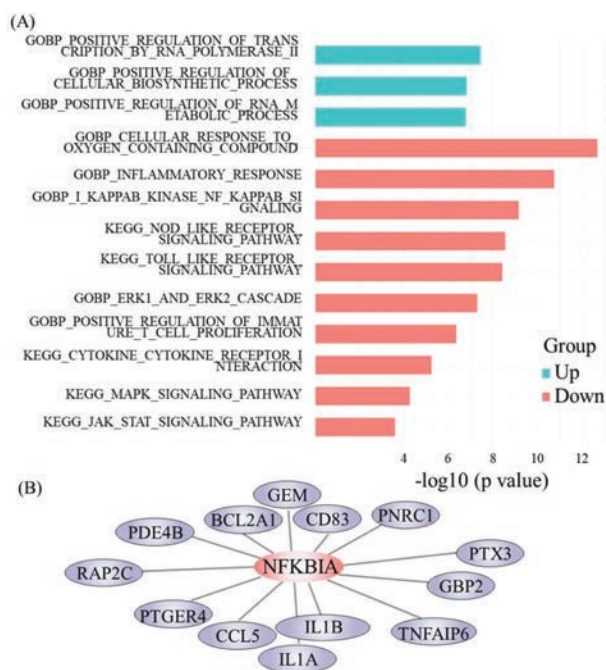 (A)
GOBP_POSITIVE_REGULATION_OF_TRANS
CRIPTION_BY_RNA_POLYMERASE_II
GOBP_POSITIVE_REGULATION_OF_
CELLULAR_BIOSYNTHETIC_PROCESS
GOBP_POSITIVE_REGULATION_OF_RNA_M
ETABOLIC_PROCESS
GOBP_CELLULAR_RESPONSE_TO_
OXYGEN_CONTAINING_COMPOUND
GOBP_INFLAMMATORY_RESPONSE
GOBP_I_KAPPAB_KINASE_NF_KAPPAB_SI
GNALING
KEGG_NOD_LIKE_RECEPTOR_
SIGNALING_PATHWAY
KEGG_TOLL_LIKE_RECEPTOR_
SIGNALING_PATHWAY
GOBP_ERK1_AND_ERK2_CASCADE
GOBP_POSITIVE_REGULATION_OF_IMMAT
URE_T_CELL_PROLIFERATION
KEGG_CYTOKINE_CYTOKINE_RECEPTOR_I
NTERACTION
KEGG_MAPK_SIGNALING_PATHWAY
KEGG_JAK_STAT_SIGNALING_PATHWAY
Group
Up
Down
4 6 8 10 12
-log10 (p value)
(B)
GEM
BCL2A1 CD83 PNRC1
PDE4B
NFKBIA
PTX3
RAP2C
GBP2
PTGER4
CCL5 IL1B TNFAIP6
IL1A